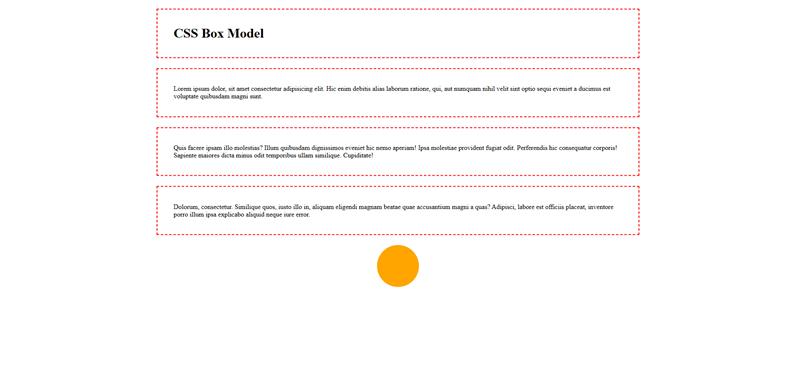 CSS Box Model
Lorem ipsum dolor, sit amet consectetur adipisicing elit. Hic enim debitis alias laborum ratione, qui, aut numquam nihil velit sint optio sequi eveniet a ducimus est
voluptate quibusdam magni sunt.
Quis facere ipsam illo molestias? Illum quibusdam dignissimos eveniet hic nemo aperiam! Ipsa molestiae provident fugiat odit. Perferendis hic consequatur corporis!
Sapiente maiores dicta minus odit temporibus ullam similique. Cupiditate!
Dolorum, consectetur. Similique quos, iusto illo in, aliquam eligendi magnam beatae quae accusantium magni a quas? Adipisci, labore est officiis placeat, inventore
porro illum ipsa explicabo aliquid neque iure error.